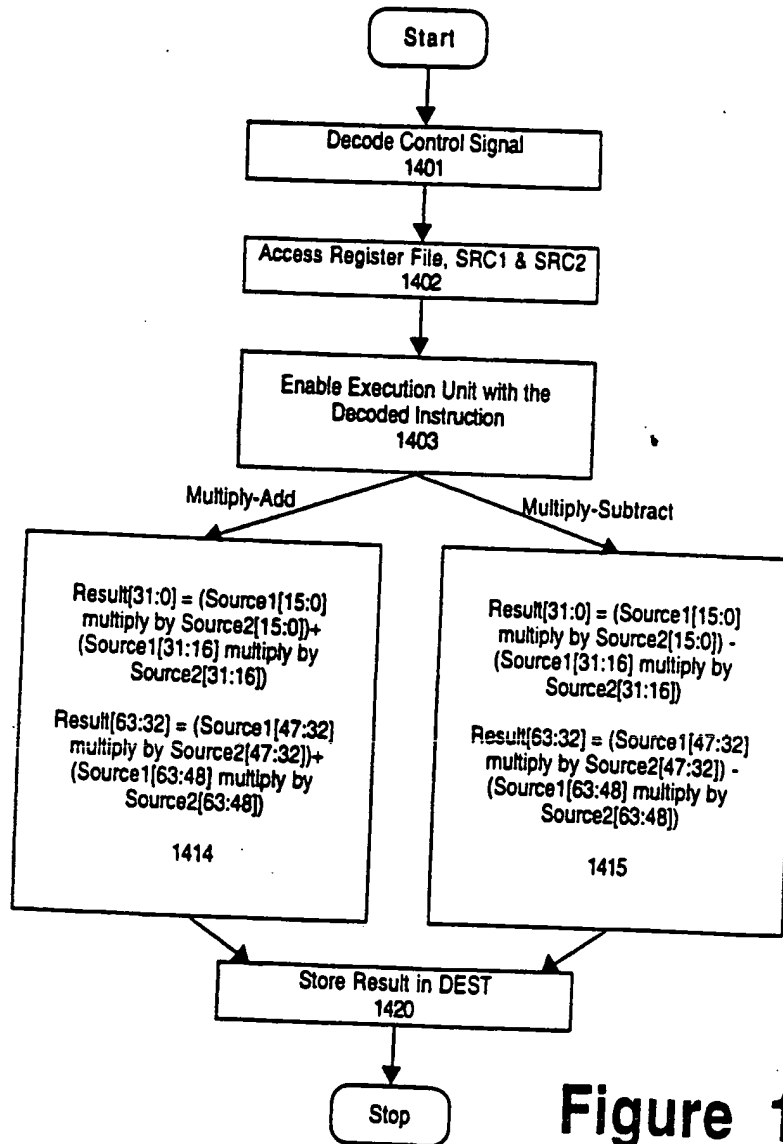 Start
Decode Control Signal
1401
Access Register File, SRC1 & SRC2
1402
Enable Execution Unit with the
Decoded Instruction
1403
Multiply-Add
Multiply-Subtract
Result[31:0] = (Source1[15:0]
multiply by Source2[15:0])+
(Source1[31:16] multiply by
Source2[31:16])
Result[63:32] = (Source1[47:32]
multiply by Source2[47:32])+
(Source1[63:48] multiply by
Source2[63:48])
1414
Result[31:0] = (Source1[15:0]
multiply by Source2[15:0]) -
(Source1[31:16] multiply by
Source2[31:16])
Result[63:32] = (Source1[47:32]
multiply by Source2[47:32]) -
(Source1[63:48] multiply by
Source2[63:48])
1415
Store Result in DEST
1420
Stop
Figure